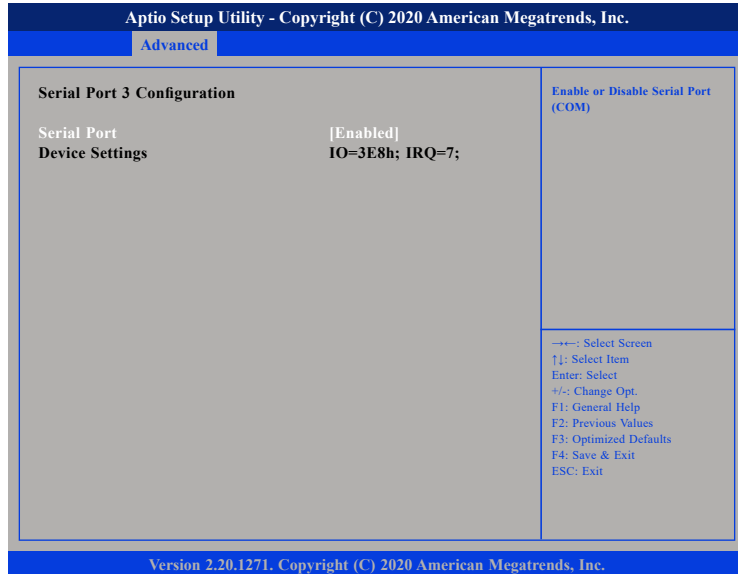 Aptio Setup Utility - Copyright (C) 2020 American Megatrends, Inc.
Advanced
Serial Port 3 Configuration
Serial Port [Enabled]
Device Settings IO=3E8h; IRQ=7;
Enable or Disable Serial Port
(COM)
→←: Select Screen
↑↓: Select Item
Enter: Select
+/-: Change Opt.
F1: General Help
F2: Previous Values
F3: Optimized Defaults
F4: Save & Exit
ESC: Exit
Version 2.20.1271. Copyright (C) 2020 American Megatrends, Inc.